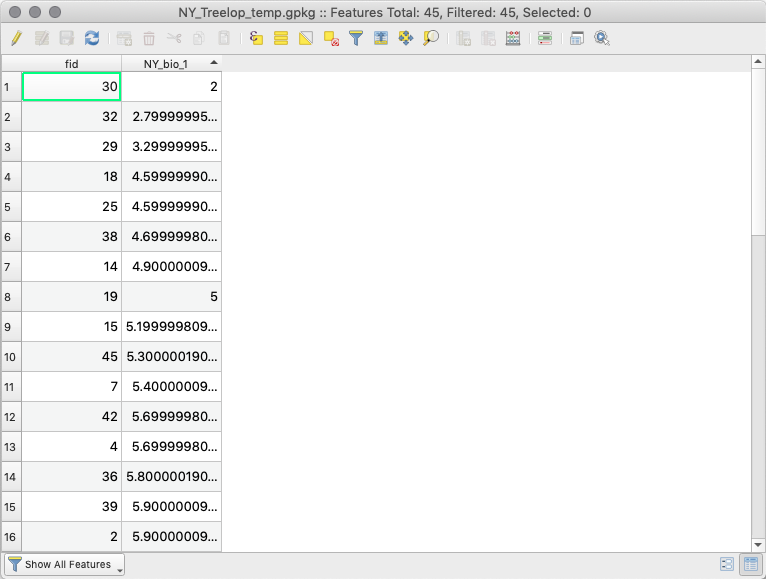 NY_Treelop_temp.gpkg :: Features Total: 45, Filtered: 45, Selected: 0
fid NY_bio_1
1 30 2
2 32 2.79999995...
3 29 3.29999995...
4 18 4.59999990...
5 25 4.59999990...
6 38 4.69999980...
7 14 4.90000009...
8 19 5
9 15 5.199999809...
10 45 5.300000190...
11 7 5.40000009...
12 42 5.69999980...
13 4 5.69999980...
14 36 5.800000190...
15 39 5.90000009...
16 2 5.90000009...
Show All Features